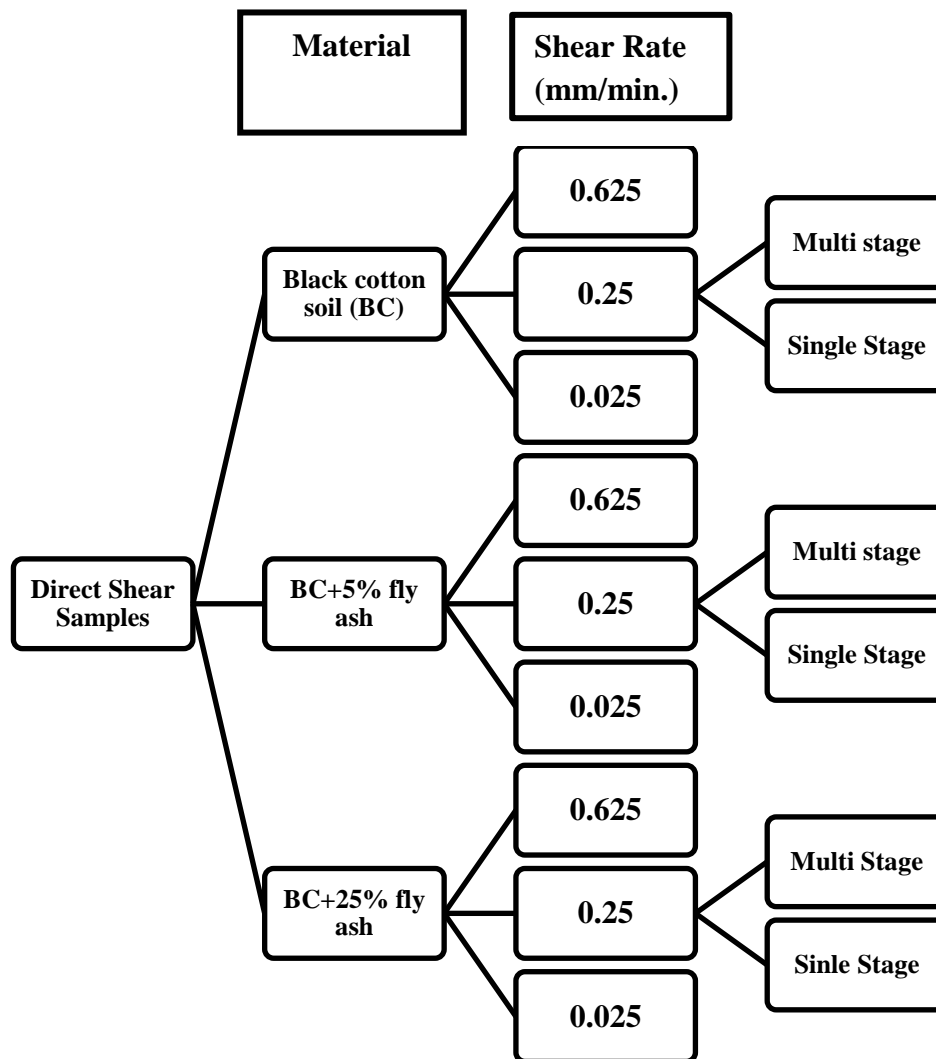 Material
Shear Rate
(mm/min.)
0.625
Multi stage
Black cotton
soil (BC)
0.25
Single Stage
0.025
0.625
Multi stage
Direct Shear
Samples
BC+5% fly
ash
0.25
Single Stage
0.025
0.625
Multi Stage
BC+25% fly
ash
0.25
Sinle Stage
0.025